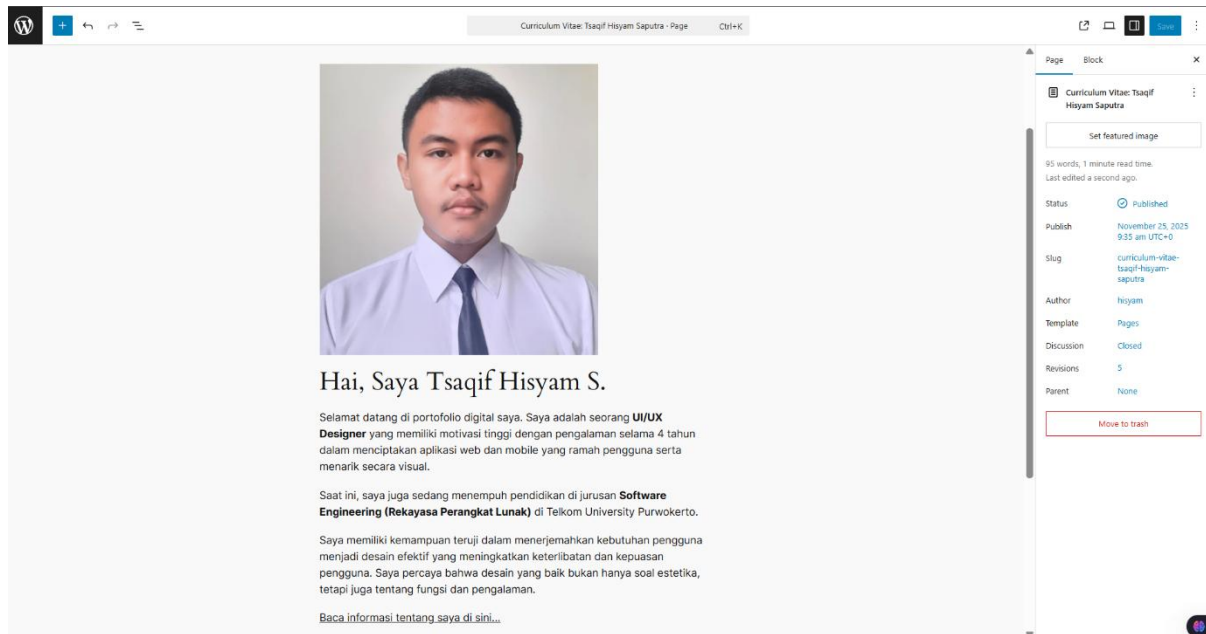 Curriculum Vitae: Tsaqif Hisyam Saputra · Page Ctrl+K
Save
Page Block
Curriculum Vitae: Tsaqif
Hisyam Saputra
Set featured image
95 words, 1 minute read time.
Last edited a second ago.
Status Published
Publish November 25, 2025
9:35 am UTC+0
Slug curriculum-vitae-
tsaqif-hisyam-
saputra
Author hisyam
Template Pages
Discussion Closed
Revisions 5
Parent None
Move to trash
Hai, Saya Tsaqif Hisyam S.
Selamat datang di portofolio digital saya. Saya adalah seorang UI/UX
Designer yang memiliki motivasi tinggi dengan pengalaman selama 4 tahun
dalam menciptakan aplikasi web dan mobile yang ramah pengguna serta
menarik secara visual.
Saat ini, saya juga sedang menempuh pendidikan di jurusan Software
Engineering (Rekayasa Perangkat Lunak) di Telkom University Purwokerto.
Saya memiliki kemampuan teruji dalam menerjemahkan kebutuhan pengguna
menjadi desain efektif yang meningkatkan keterlibatan dan kepuasan
pengguna. Saya percaya bahwa desain yang baik bukan hanya soal estetika,
tetapi juga tentang fungsi dan pengalaman.
Baca informasi tentang saya di sini...